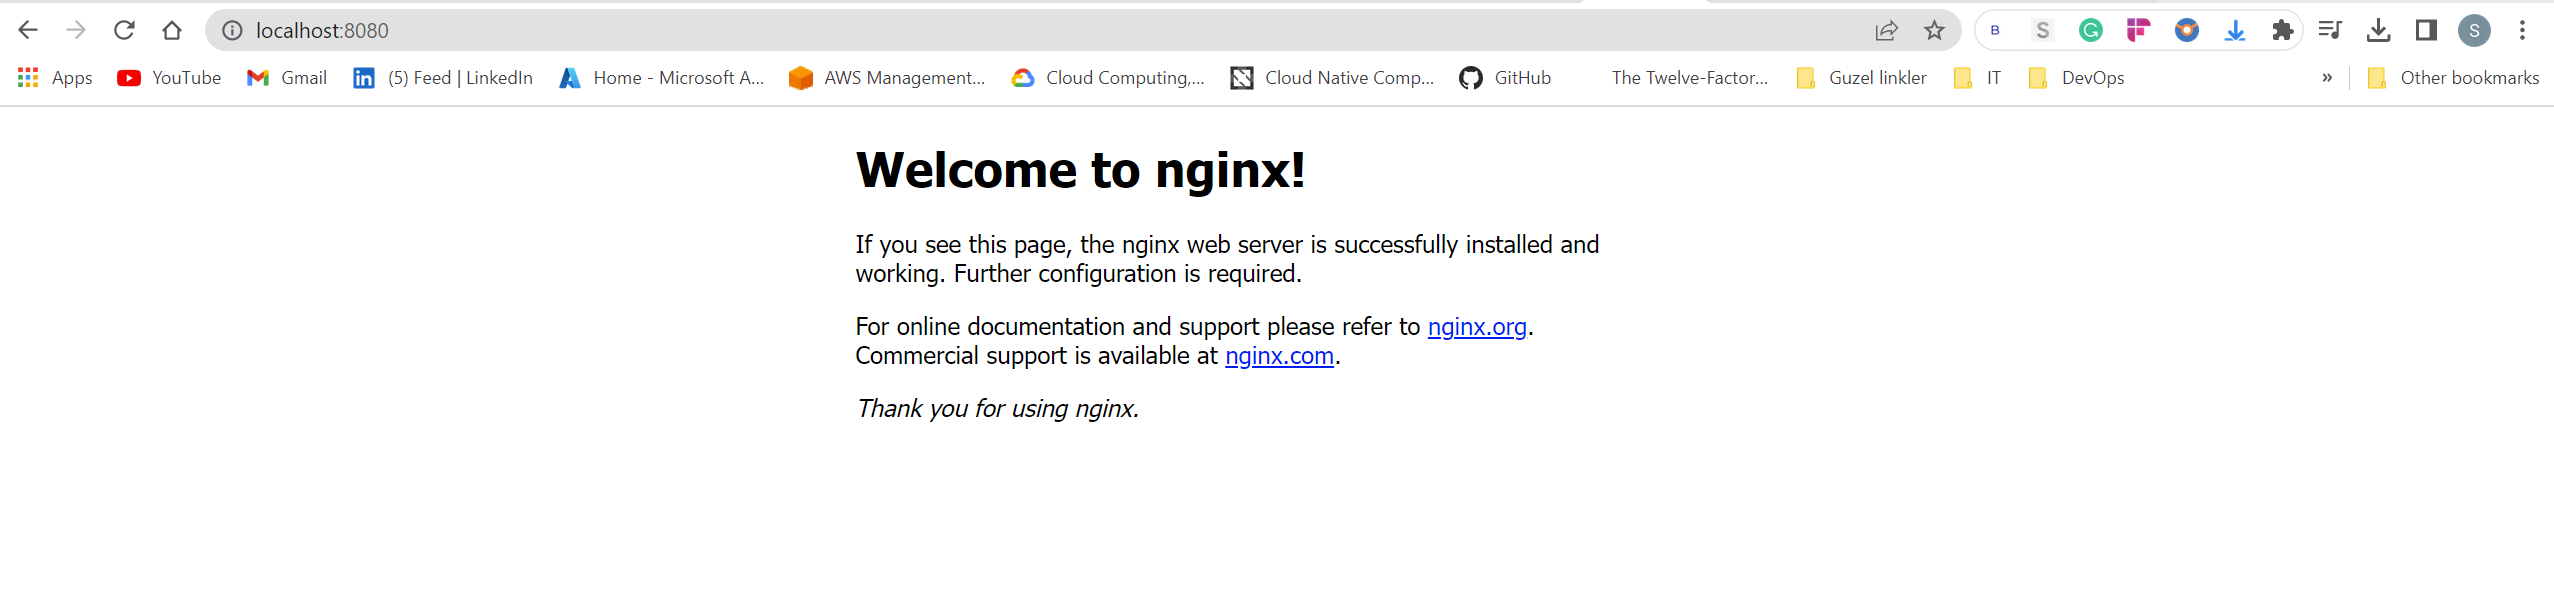 localhost:8080
B S G S
Apps YouTube Gmail (5) Feed | LinkedIn Home - Microsoft A... AWS Management... Cloud Computing,... Cloud Native Comp... GitHub The Twelve-Factor... Guzel linkler IT DevOps » Other bookmarks
Welcome to nginx!
If you see this page, the nginx web server is successfully installed and
working. Further configuration is required.
For online documentation and support please refer to nginx.org.
Commercial support is available at nginx.com.
Thank you for using nginx.